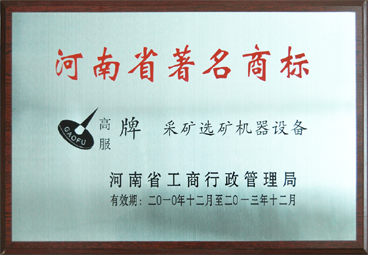 河南省著名商标
GAOFU
高服牌 采矿选矿机器设备
河南省工商行政管理局
有效期:二〇一〇年十二月至二〇一三年十二月